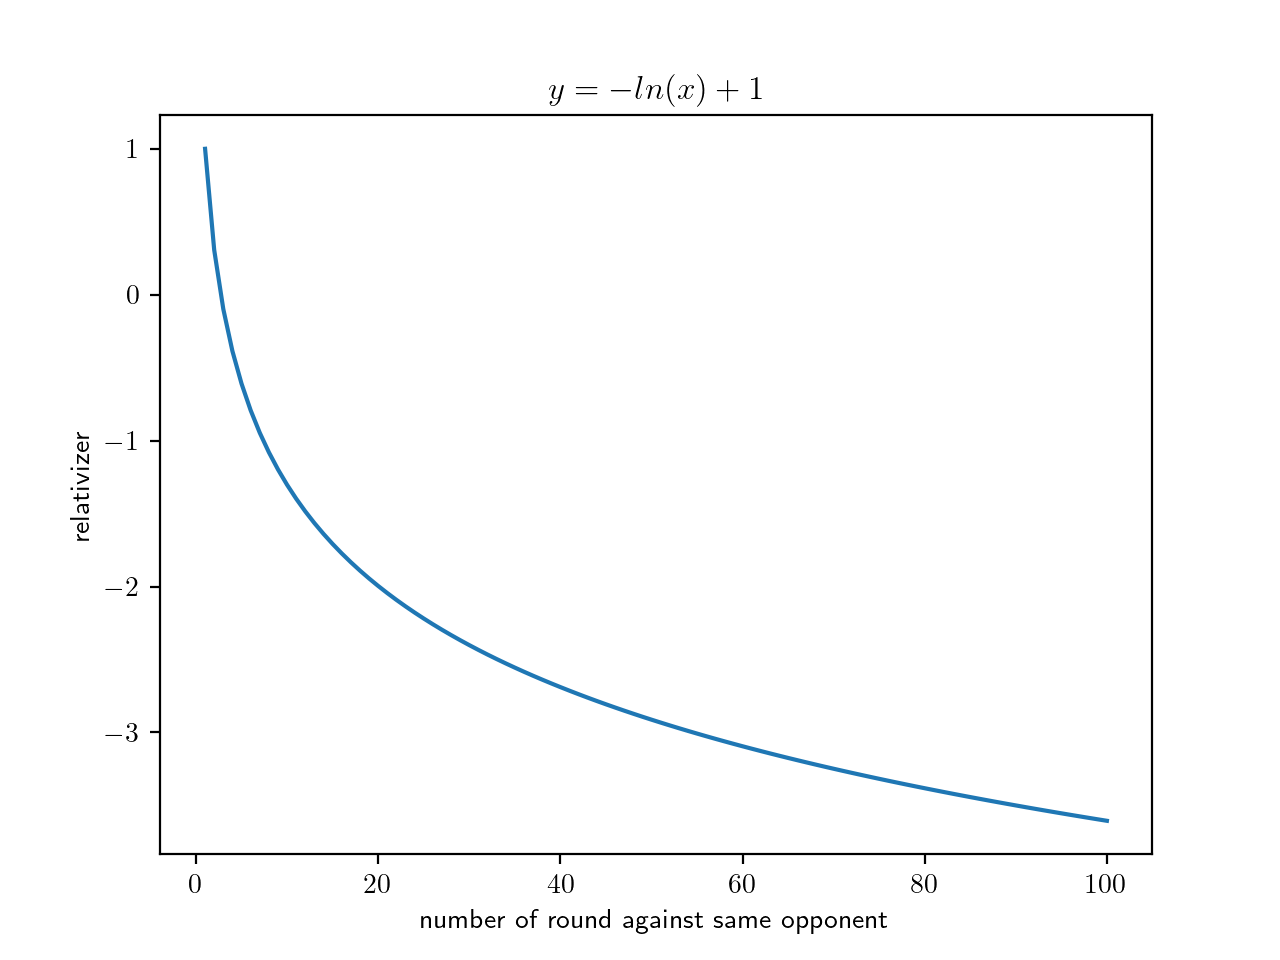 y = −ln(x) + 1
1
0
−1
−2
−3
relativizer
0 20 40 60 80 100
number of round against same opponent